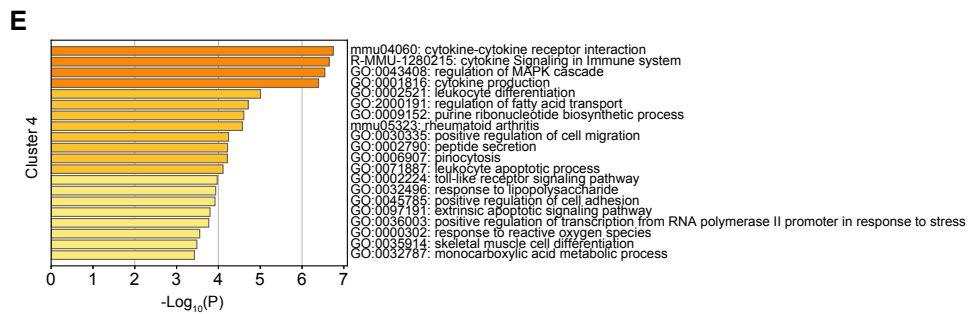 E
mmu04060: cytokine-cytokine receptor interaction
R-MMU-1280215: cytokine Signaling in Immune system
GO:0043408: regulation of MAPK cascade
GO:0001816: cytokine production
GO:0002521: leukocyte differentiation
GO:2000191: regulation of fatty acid transport
GO:0009152: purine ribonucleotide biosynthetic process
mmu05323: rheumatoid arthritis
GO:0030335: positive regulation of cell migration
GO:0002790: peptide secretion
GO:0006907: pinocytosis
GO:0071887: leukocyte apoptotic process
GO:0002224: toll-like receptor signaling pathway
GO:0032496: response to lipopolysaccharide
GO:0045785: positive regulation of cell adhesion
GO:0097191: extrinsic apoptotic signaling pathway
GO:0036003: positive regulation of transcription from RNA polymerase II promoter in response to stress
GO:0000302: response to reactive oxygen species
GO:0035914: skeletal muscle cell differentiation
GO:0032787: monocarboxylic acid metabolic process
Cluster 4
0 1 2 3 4 5 6 7
-Log10(P)